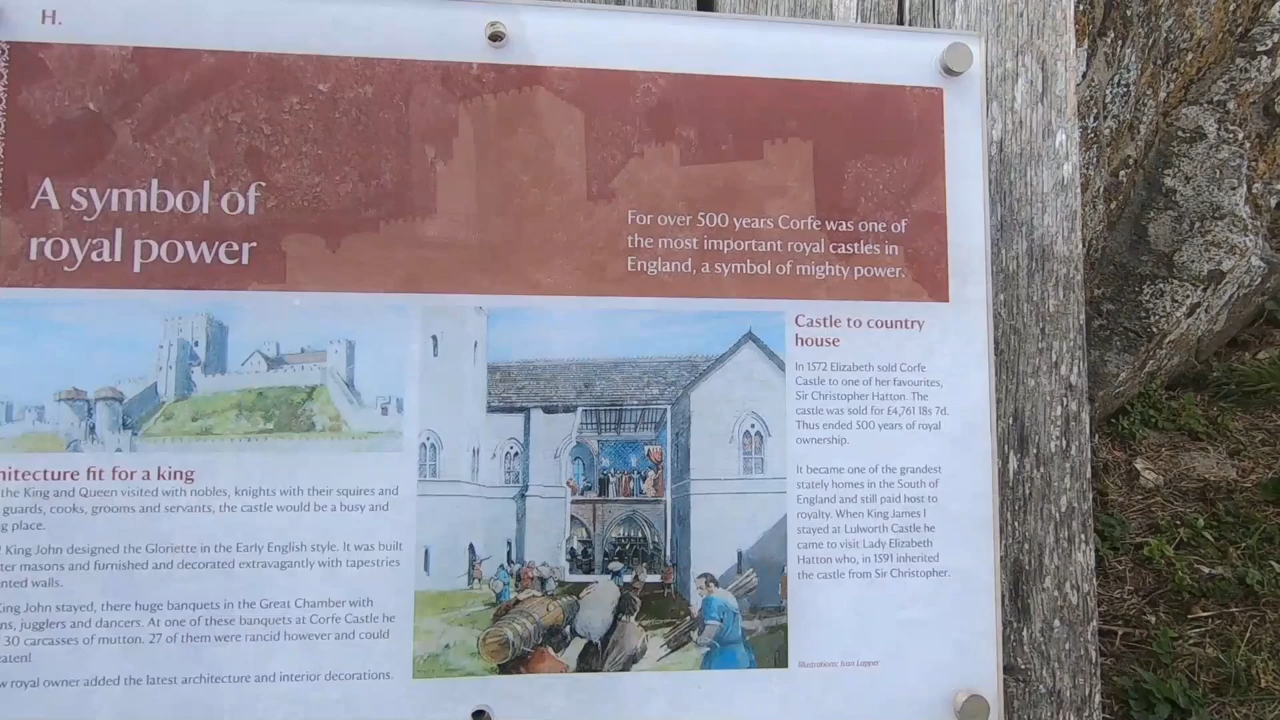 H.
A symbol of
royal power
For over 500 years Corfe was one of
the most important royal castles in
England, a symbol of mighty power.
hitecture fit for a king
the King and Queen visited with nobles, knights with their squires and
guards, cooks, grooms and servants, the castle would be a busy and
g place.
King John designed the Gloriette in the Early English style. It was built
ter masons and furnished and decorated extravagantly with tapestries
nted walls.
King John stayed, there huge banquets in the Great Chamber with
ns, jugglers and dancers. At one of these banquets at Corfe Castle he
30 carcasses of mutton. 27 of them were rancid however and could
eaten!
w royal owner added the latest architecture and interior decorations.
Castle to country
house
In 1572 Elizabeth sold Corfe
Castle to one of her favourites,
Sir Christopher Hatton. The
castle was sold for £4,761 18s 7d.
Thus ended 500 years of royal
ownership.
It became one of the grandest
stately homes in the South of
England and still paid host to
royalty. When King James I
stayed at Lulworth Castle he
came to visit Lady Elizabeth
Hatton who, in 1591 inherited
the castle from Sir Christopher.
Illustrations: Ivan Lapper